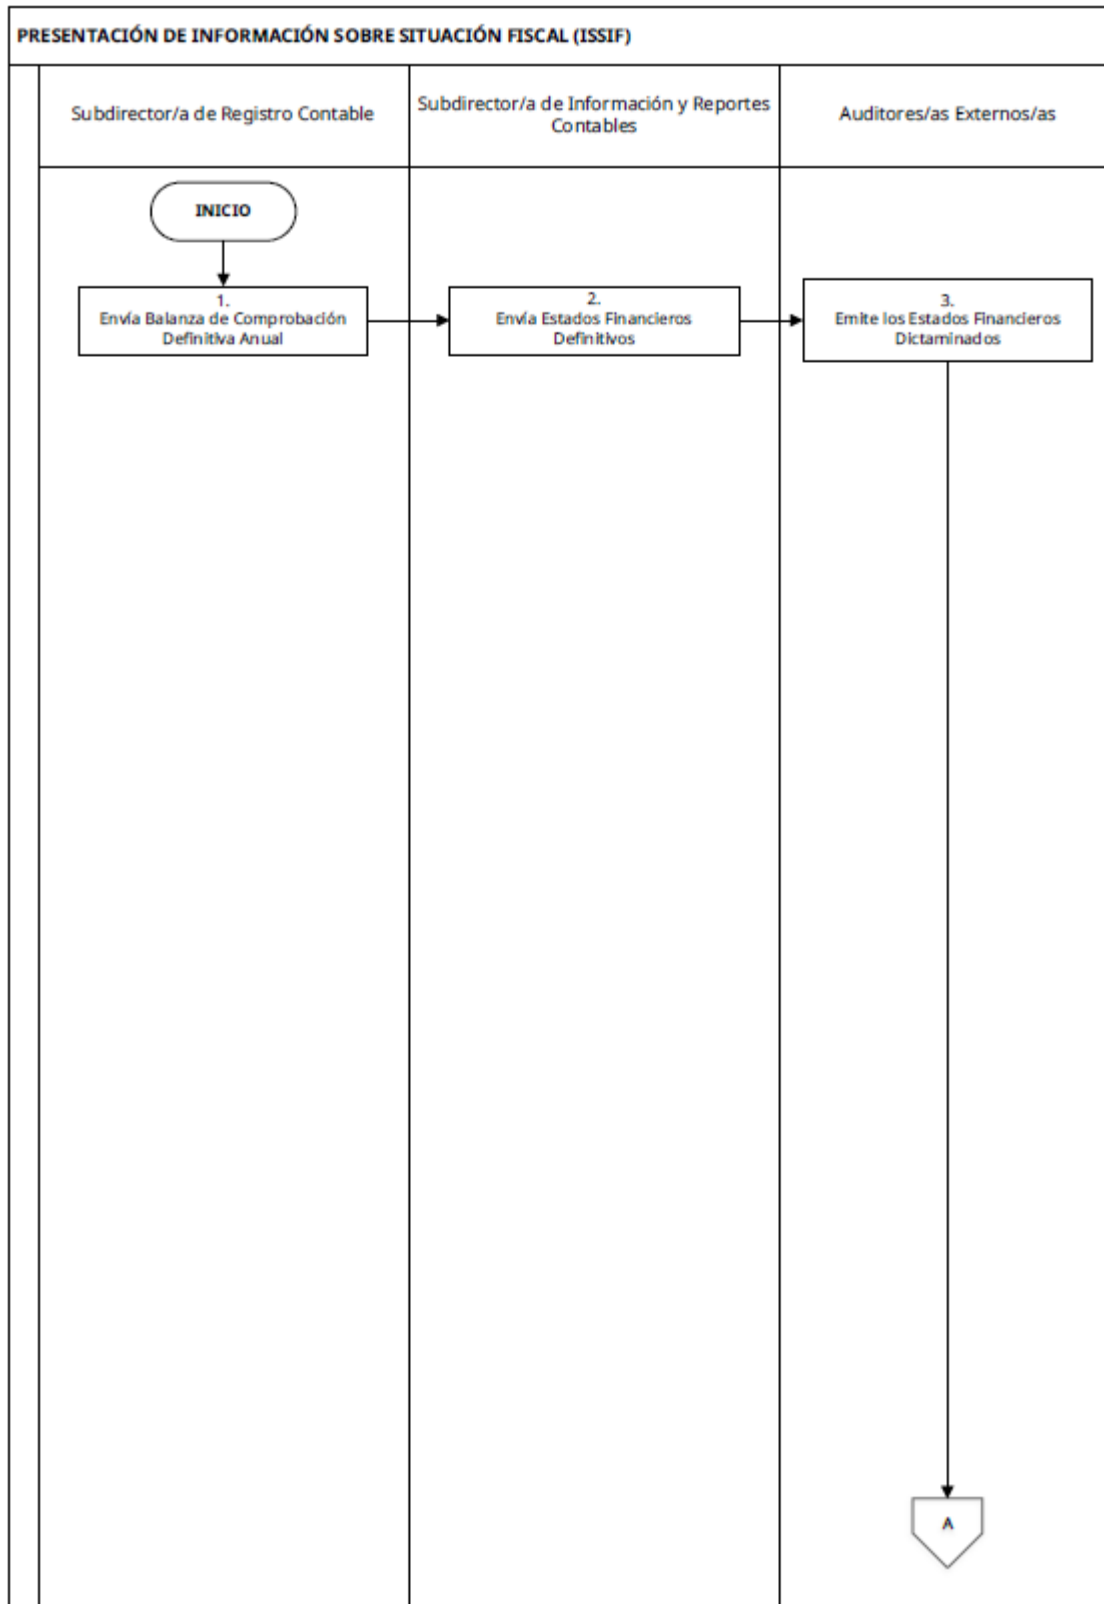 PRESENTACIÓN DE INFORMACIÓN SOBRE SITUACIÓN FISCAL (ISSIF)
Subdirector/a de Registro Contable
Subdirector/a de Información y Reportes
Contables
Auditores/as Externos/as
INICIO
1.
Envía Balanza de Comprobación
Definitiva Anual
2.
Envía Estados Financieros
Definitivos
3.
Emite los Estados Financieros
Dictaminados
A